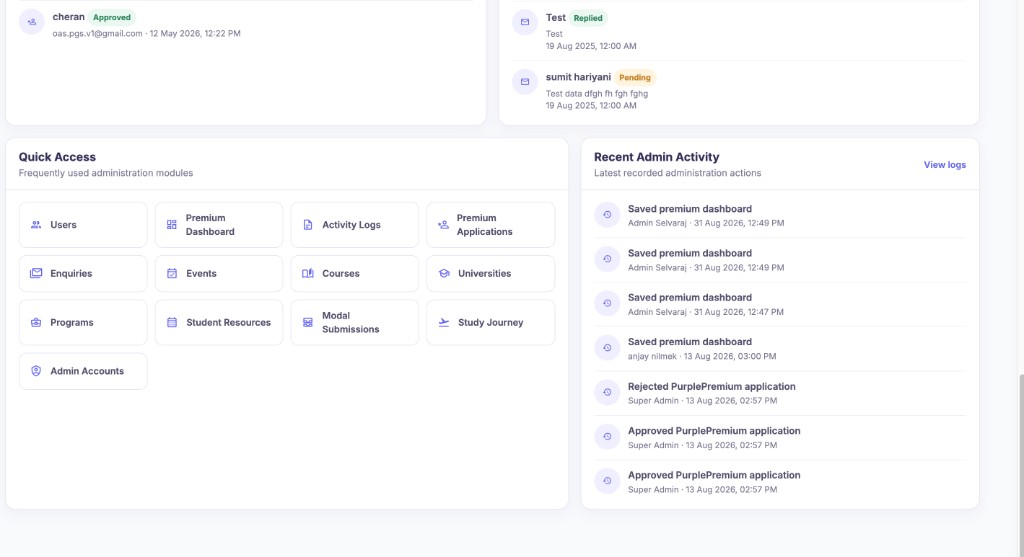 cheran Approved
oas.pgs.v1@gmail.com · 12 May 2026, 12:22 PM
Test Replied
Test
19 Aug 2025, 12:00 AM
sumit hariyani Pending
Test data dfgh fh fgh fghg
19 Aug 2025, 12:00 AM
Quick Access
Frequently used administration modules
Users
Premium
Dashboard
Activity Logs
Premium
Applications
Enquiries
Events
Courses
Universities
Programs
Student Resources
Modal
Submissions
Study Journey
Admin Accounts
Recent Admin Activity
Latest recorded administration actions
View logs
Saved premium dashboard
Admin Selvaraj · 31 Aug 2026, 12:49 PM
Saved premium dashboard
Admin Selvaraj · 31 Aug 2026, 12:49 PM
Saved premium dashboard
Admin Selvaraj · 31 Aug 2026, 12:47 PM
Saved premium dashboard
anjay nilmek · 13 Aug 2026, 03:00 PM
Rejected PurplePremium application
Super Admin · 13 Aug 2026, 02:57 PM
Approved PurplePremium application
Super Admin · 13 Aug 2026, 02:57 PM
Approved PurplePremium application
Super Admin · 13 Aug 2026, 02:57 PM